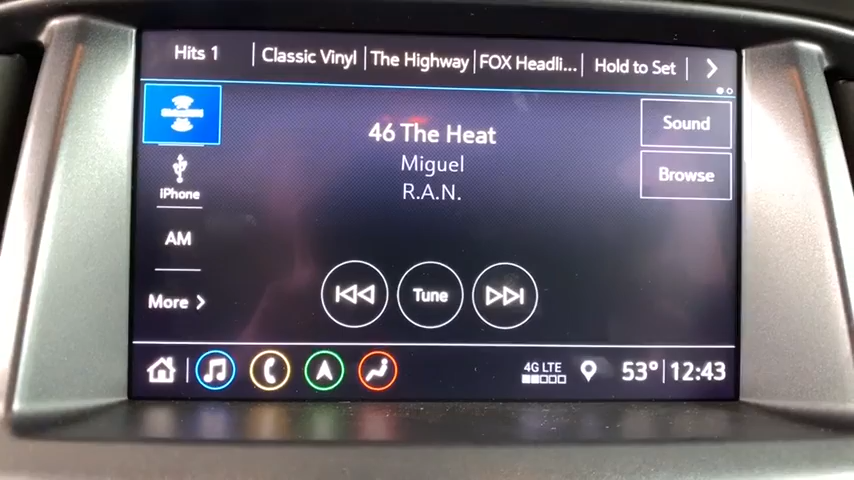 Hits 1
Classic Vinyl
The Highway
FOX Headli...
Hold to Set
46 The Heat
Miguel
R.A.N.
Sound
Browse
iPhone
AM
More
Tune
4G LTE
53°
12:43